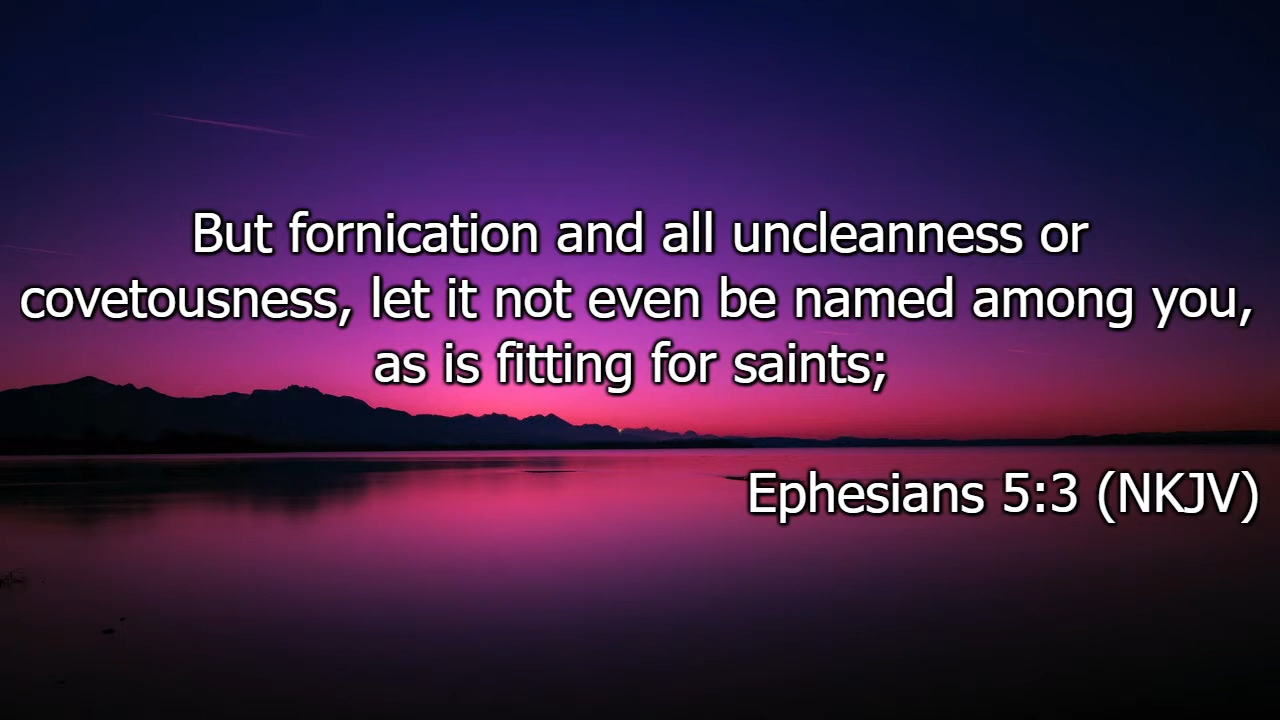 But fornication and all uncleanness or
covetousness, let it not even be named among you,
as is fitting for saints;
Ephesians 5:3 (NKJV)